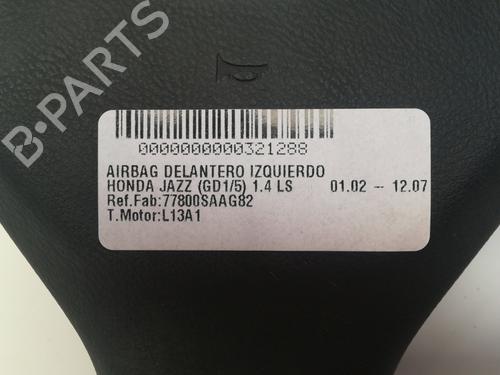 B-PARTS
0000000000321288
AIRBAG DELANTERO IZQUIERDO
HONDA JAZZ (GD1/5) 1.4 LS 01.02 - 12.07
Ref.Fab:77800SAAG82
T.Motor:L13A1